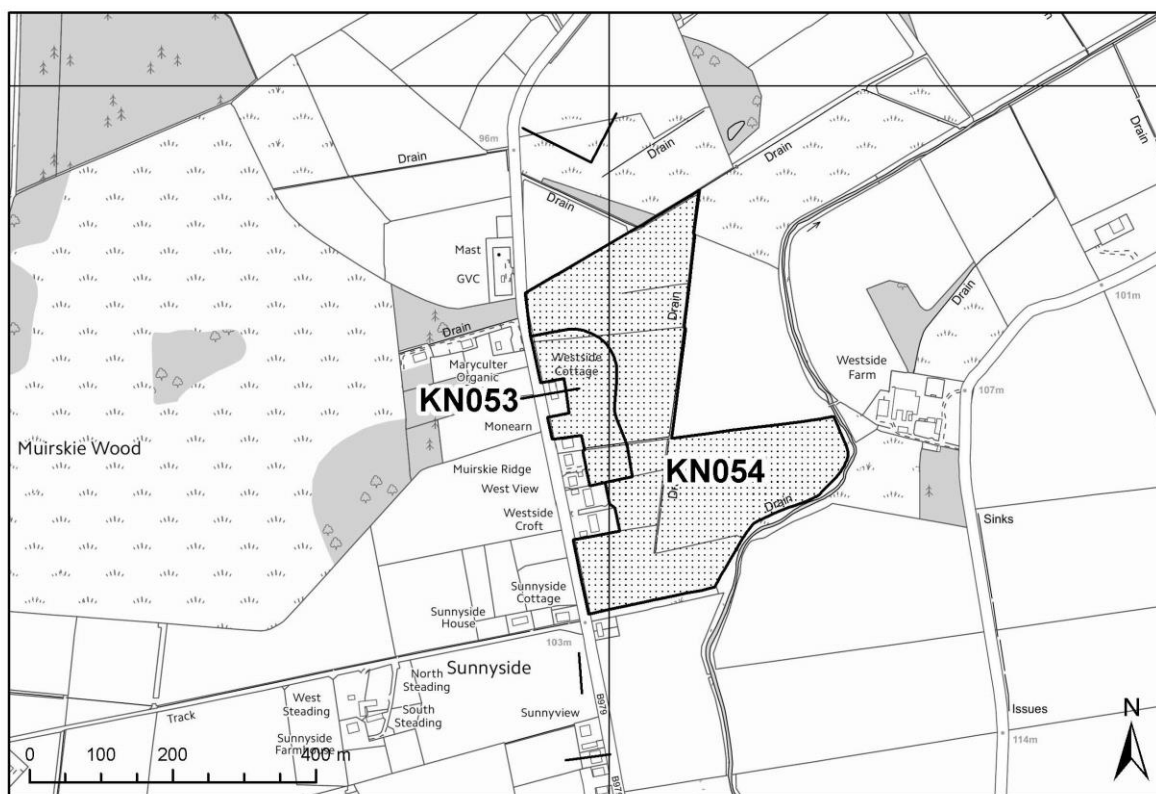 96m
Drain
Drain
Drain
Drain
Drain
Mast
GVC
Drain
Drain
Drain
101m
Maryculter
Organic
Westside
Cottage
Westside
Farm
107m
KN053
Monearn
Muirskie Wood
Muirskie Ridge
KN054
West View
Westside
Croft
Drain
Sinks
Sunnyside
Cottage
Sunnyside
House
103m
Sunnyside
North
Steading
West
Steading
South
Steading
Sunnyview
B979
Track
Sunnyside
Farmhouse
Issues
114m
N
0 100 200 400 m